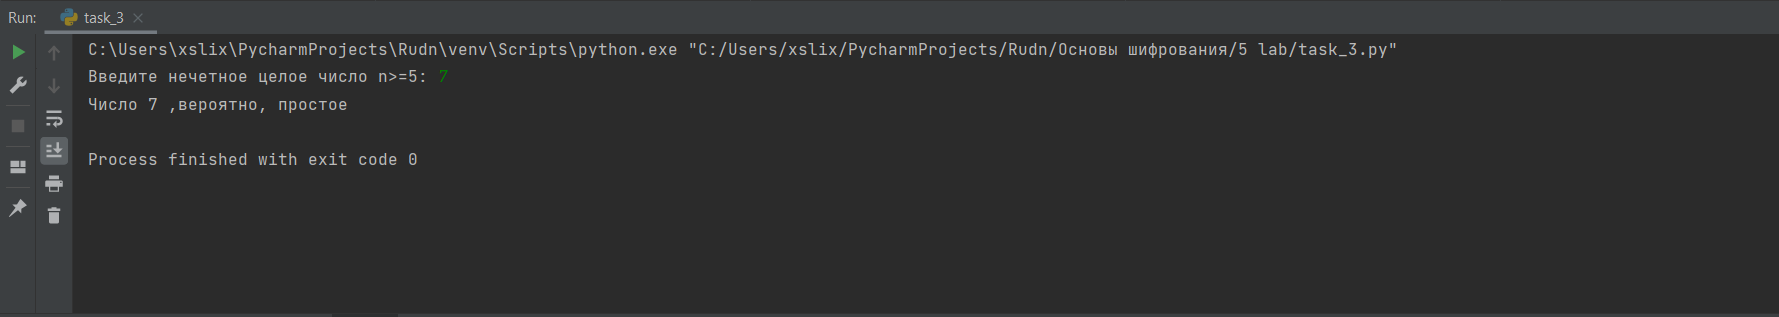 Run: task_3
C:\Users\xslix\PycharmProjects\Rudn\venv\Scripts\python.exe "C:/Users/xslix/PycharmProjects/Rudn/Основы шифрования/5 lab/task_3.py"
Введите нечетное целое число n>=5: 7
Число 7 ,вероятно, простое
Process finished with exit code 0